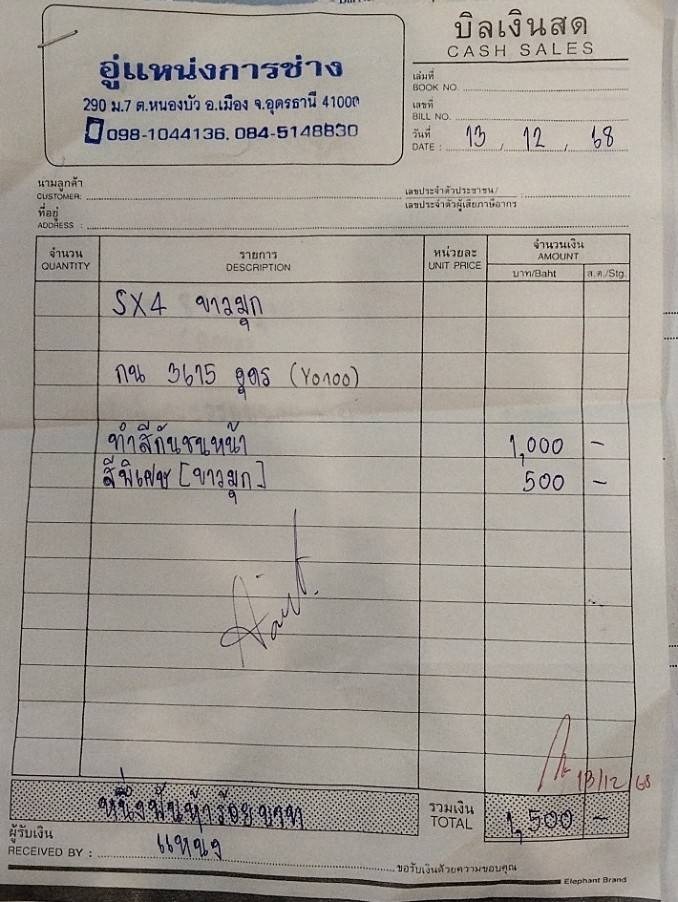 บิลเงินสด
CASH SALES
อู่แหน่งการช่าง
290 ม.7 ต.หนองบัว อ.เมือง จ.อุดรธานี 41000
098-1044136, 084-5148830
เล่มที่
BOOK NO.
เลขที่
BILL NO.
วันที่
DATE : 13 , 12 , 68
นามลูกค้า
CUSTOMER:
เลขประจำตัวประชาชน/ :
เลขประจำตัวผู้เสียภาษีอากร
ที่อยู่
ADDRESS :
จำนวน รายการ หน่วยละ จำนวนเงิน
QUANTITY DESCRIPTION UNIT PRICE AMOUNT
บาท/Baht ส.ต./Stg.
SX4 ขาวมุก
กน 3675 อุดร (Yo100)
ทำสีกันชนหน้า 1,000 -
สีพิเศษ [ขาวมุก] 500 -
13/12/68
หนึ่งพันห้าร้อยบาท รวมเงิน 1,500 -
TOTAL
ผู้รับเงิน
RECEIVED BY : แหน่ง
ขอรับเงินด้วยความขอบคุณ
Elephant Brand